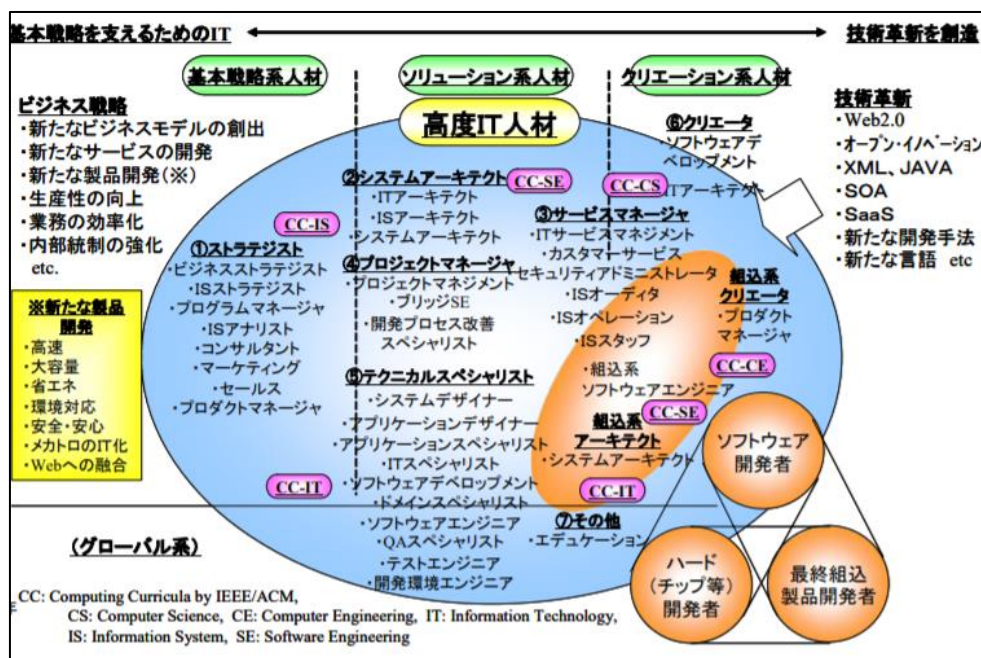 基本戦略を支えるためのIT
技術革新を創造
基本戦略系人材
ソリューション系人材
クリエーション系人材
高度IT人材
ビジネス戦略
・新たなビジネスモデルの創出
・新たなサービスの開発
・新たな製品開発(※)
・生産性の向上
・業務の効率化
・内部統制の強化
etc.
※新たな製品
開発
・高速
・大容量
・省エネ
・環境対応
・安全・安心
・メカトロのIT化
・Webへの融合
CC-IS
①ストラテジスト
・ビジネスストラテジスト
・ISストラテジスト
・プログラムマネージャ
・ISアナリスト
・コンサルタント
・マーケティング
・セールス
・プロダクトマネージャ
CC-IT
②システムアーキテクト
CC-SE
・ITアーキテクト
・ISアーキテクト
・システムアーキテクト
④プロジェクトマネージャ
・プロジェクトマネジメント
・ブリッジSE
・開発プロセス改善
スペシャリスト
⑤テクニカルスペシャリスト
・システムデザイナー
・アプリケーションデザイナー
・アプリケーションスペシャリスト
・ITスペシャリスト
・ソフトウェアデベロップメント
・ドメインスペシャリスト
・ソフトウェアエンジニア
・QAスペシャリスト
・テストエンジニア
・開発環境エンジニア
⑥クリエータ
・ソフトウェアデ
ベロップメント
CC-CS
・ITアーキテクト
③サービスマネージャ
・ITサービスマネジメント
・カスタマーサービス
・セキュリティアドミニストレータ
・ISオーディタ
・ISオペレーション
・ISスタッフ
・組込系
ソフトウェアエンジニア
組込系
クリエータ
・プロダクト
マネージャ
CC-CE
CC-SE
組込系
アーキテクト
・システムアーキテクト
CC-IT
⑦その他
・エデュケーション
技術革新
・Web2.0
・オープン・イノベーション
・XML、JAVA
・SOA
・SaaS
・新たな開発手法
・新たな言語 etc
ソフトウェア
開発者
ハード
(チップ等)
開発者
最終組込
製品開発者
(グローバル系)
CC: Computing Curricula by IEEE/ACM,
CS: Computer Science, CE: Computer Engineering, IT: Information Technology,
IS: Information System, SE: Software Engineering